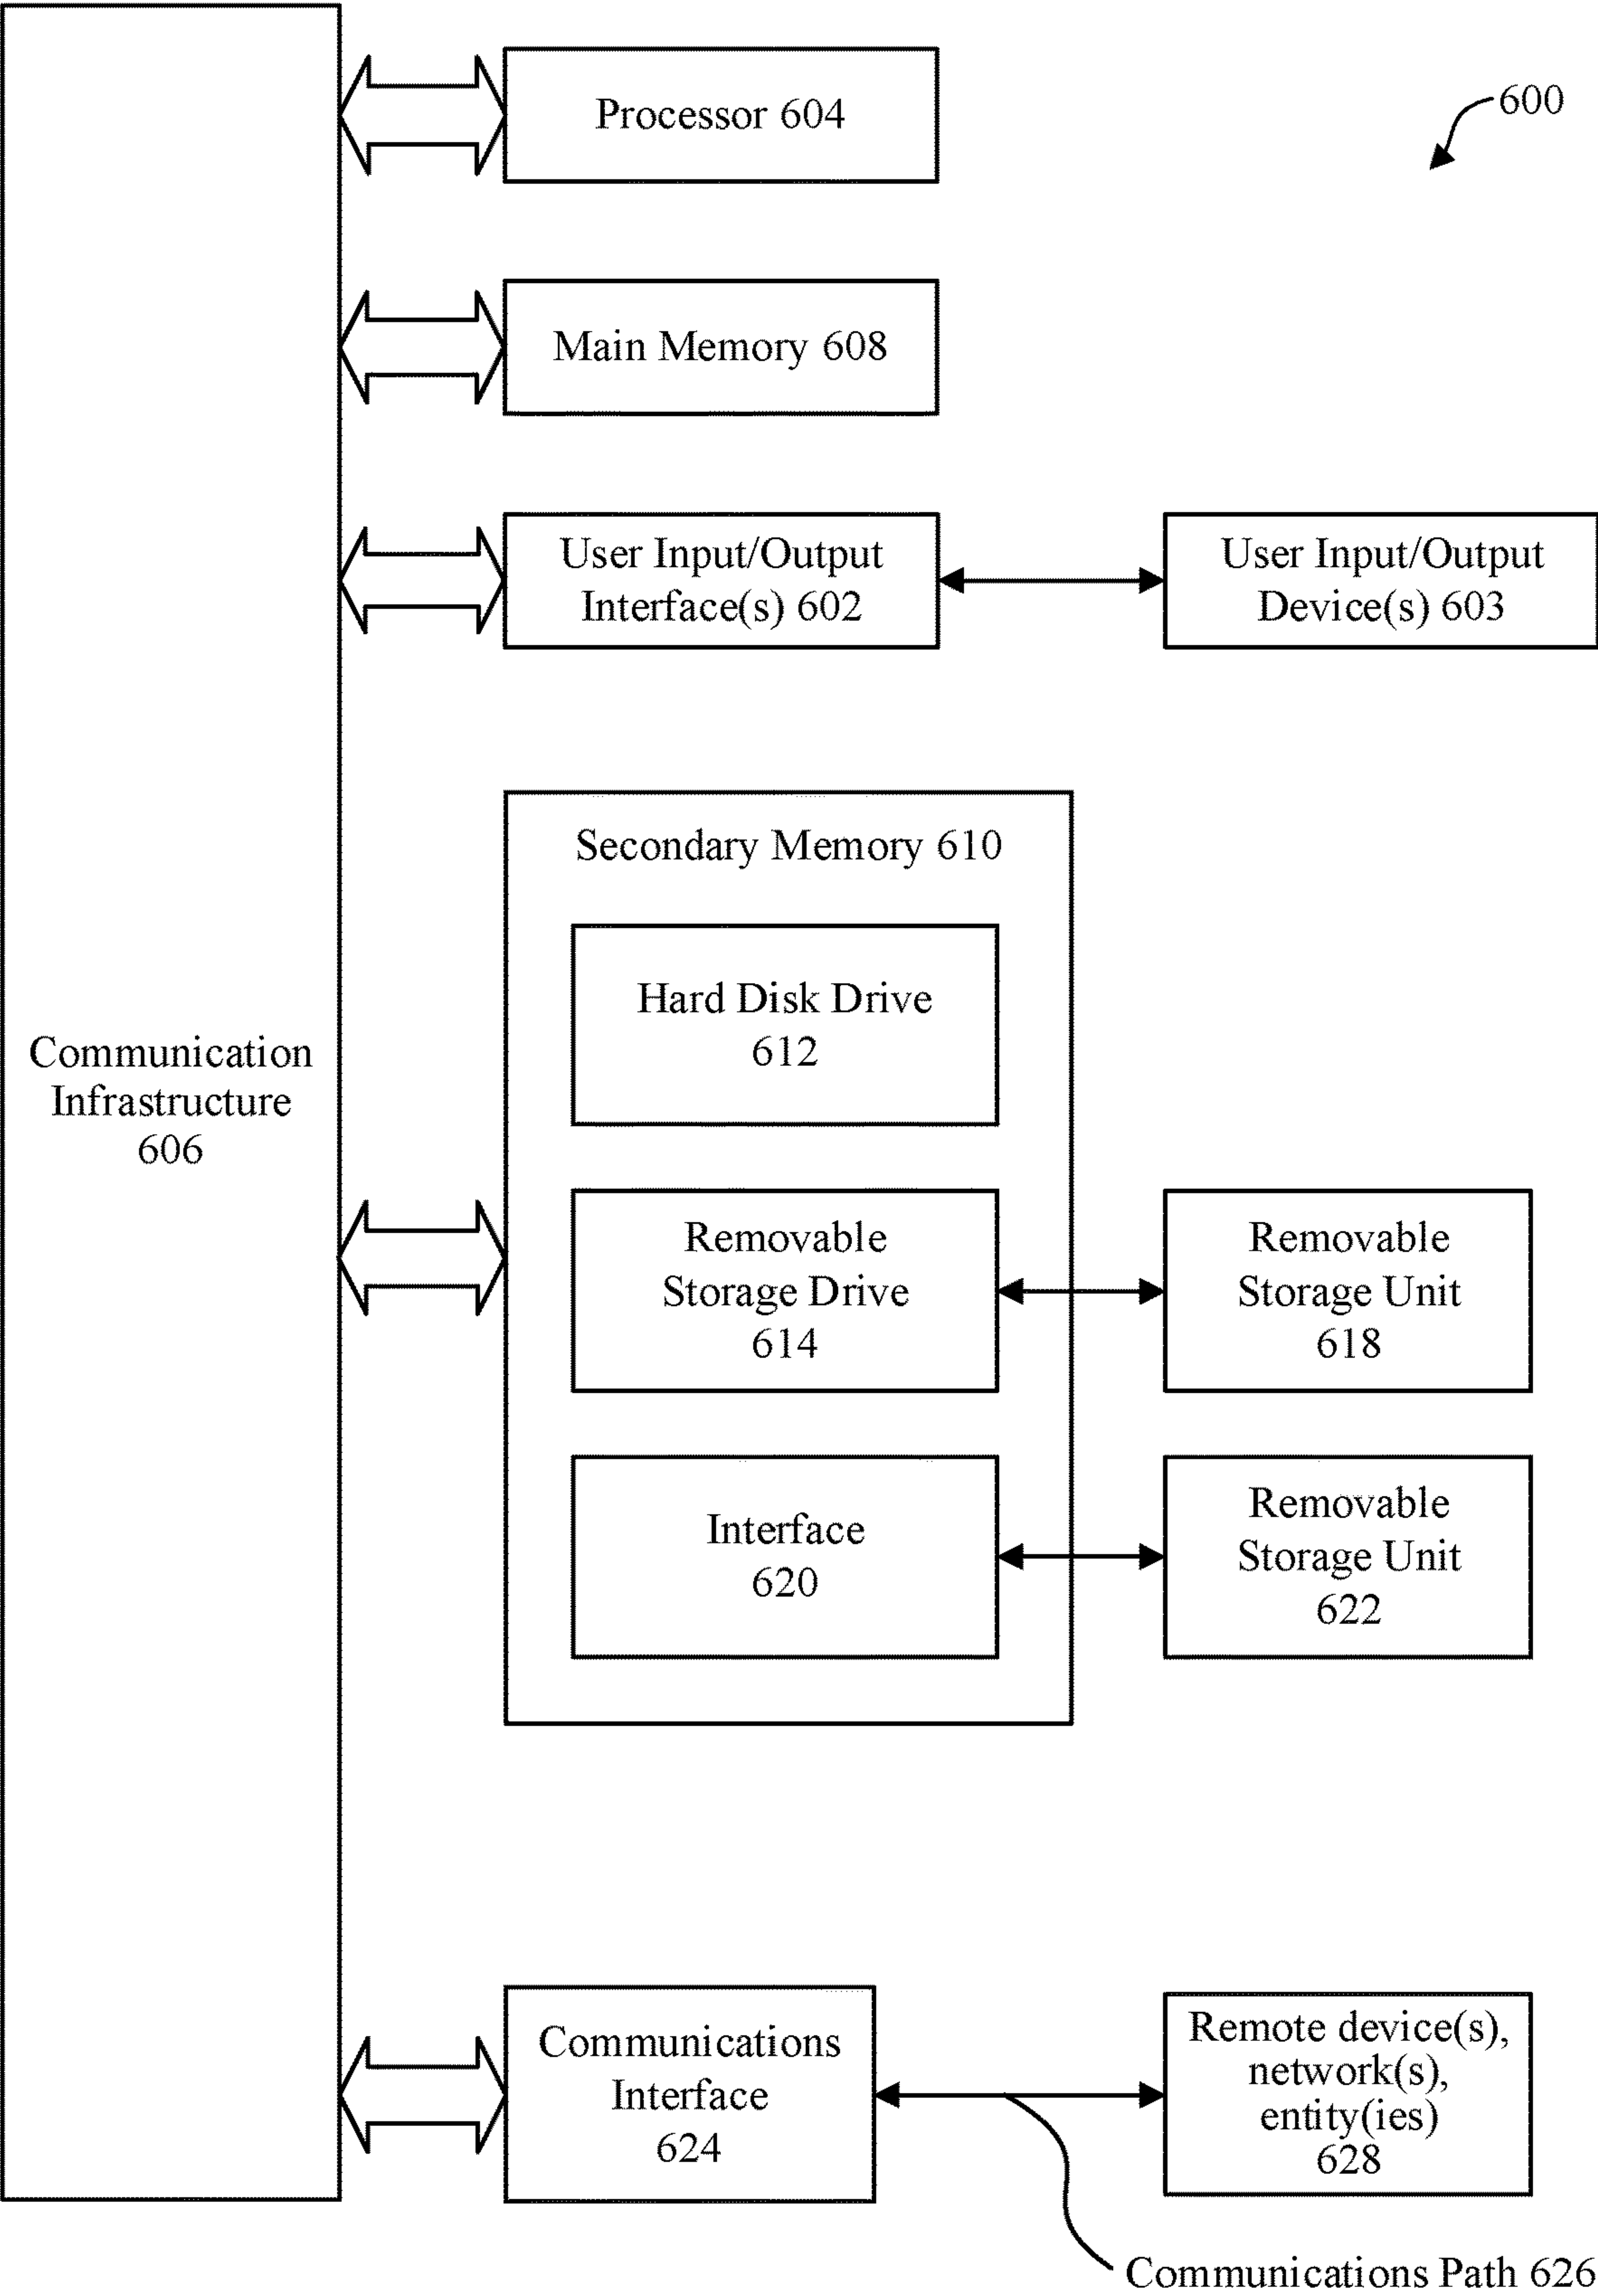 Processor 604
600
Main Memory 608
User Input/Output
Interface(s) 602
User Input/Output
Device(s) 603
Secondary Memory 610
Hard Disk Drive
612
Communication
Infrastructure
606
Removable
Storage Drive
614
Removable
Storage Unit
618
Interface
620
Removable
Storage Unit
622
Communications
Interface
624
Remote device(s),
network(s),
entity(ies)
628
Communications Path 626